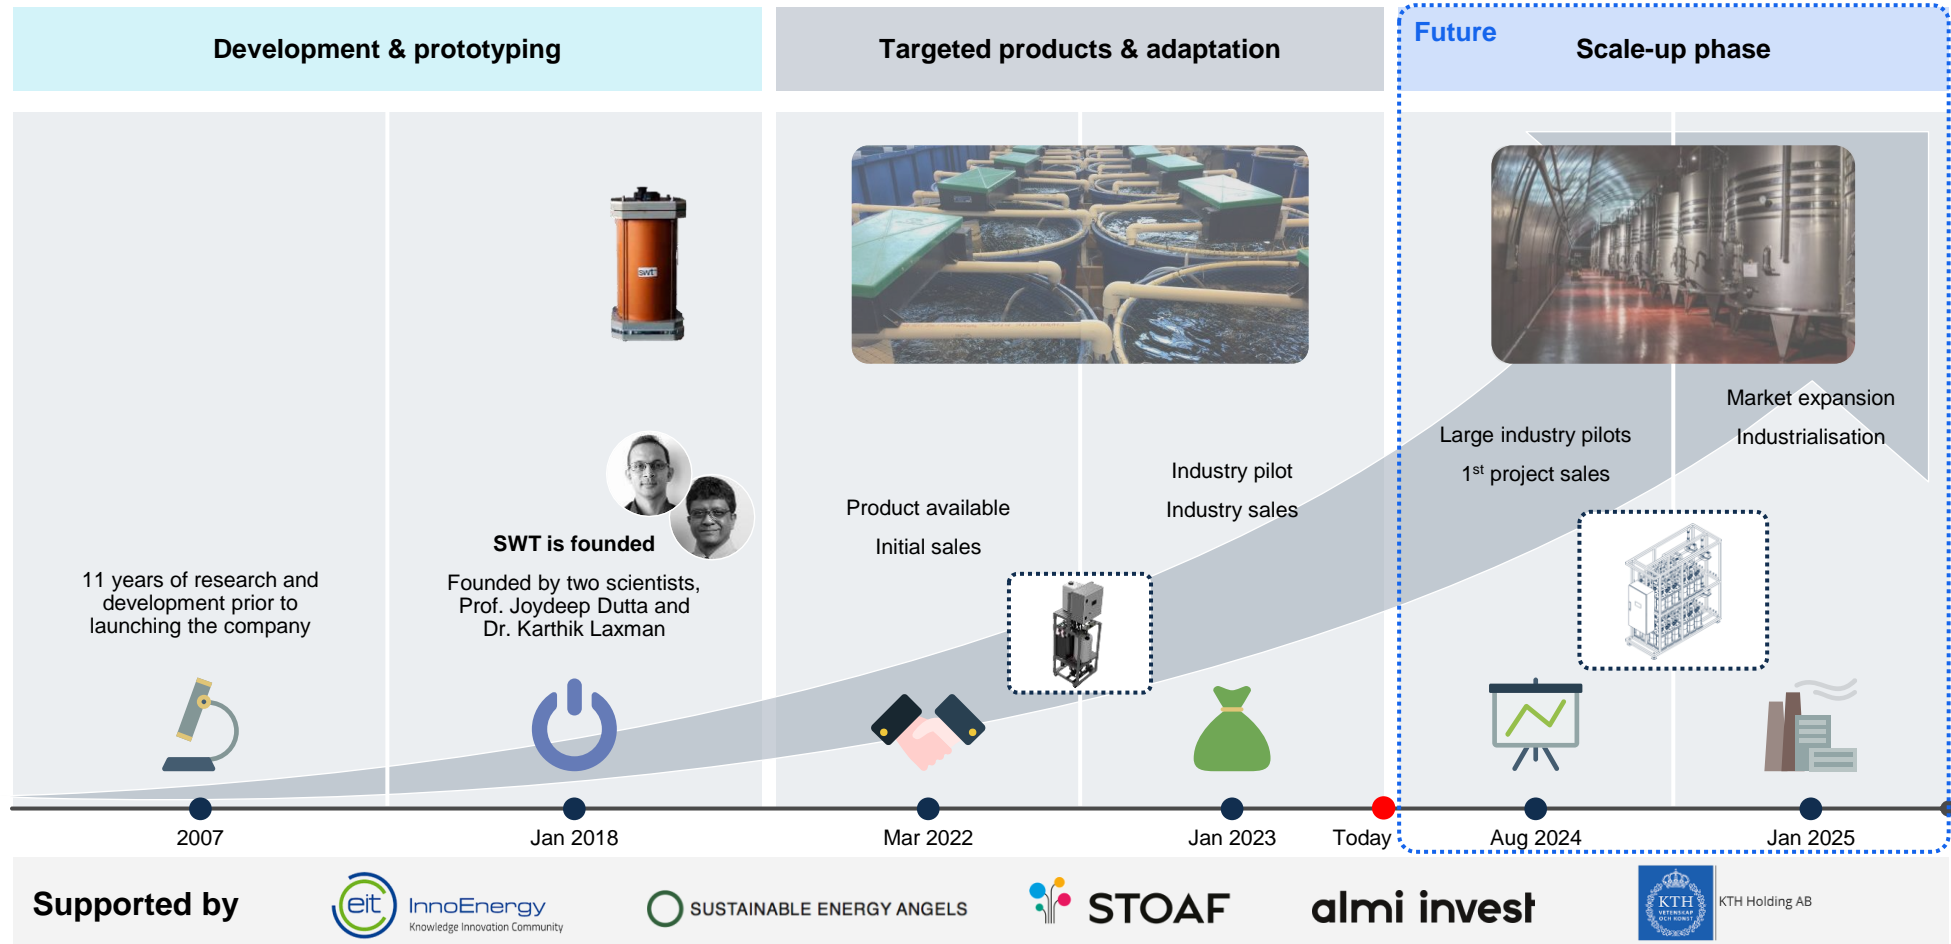 Development & prototyping
Targeted products & adaptation
Future
Scale-up phase
swt
11 years of research and
development prior to
launching the company
SWT is founded
Founded by two scientists,
Prof. Joydeep Dutta and
Dr. Karthik Laxman
Product available
Initial sales
Industry pilot
Industry sales
Large industry pilots
1st project sales
Market expansion
Industrialisation
2007
Jan 2018
Mar 2022
Jan 2023
Today
Aug 2024
Jan 2025
Supported by
eit
InnoEnergy
Knowledge Innovation Community
SUSTAINABLE ENERGY ANGELS
STOAF
almi invest
KTH
VETENSKAP
OCH KONST
KTH Holding AB